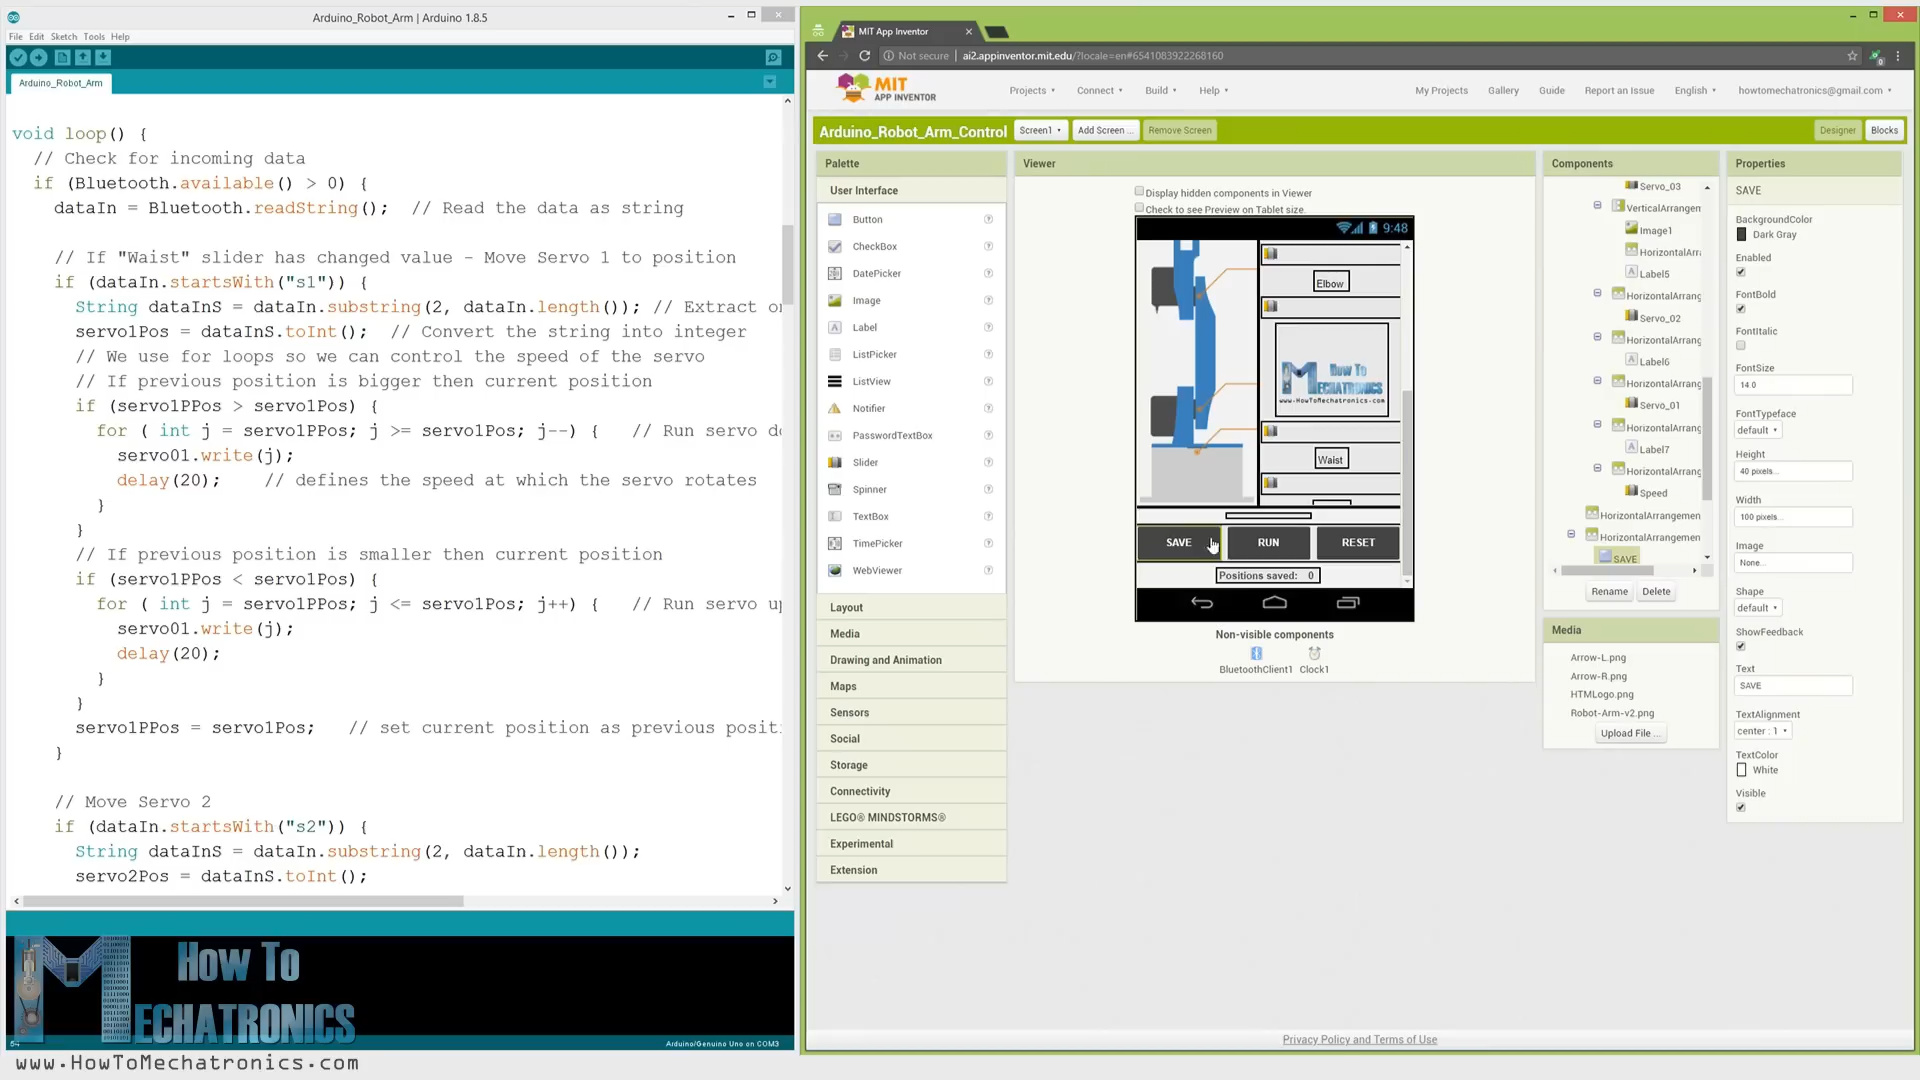 Arduino_Robot_Arm | Arduino 1.8.5
File Edit Sketch Tools Help
Arduino_Robot_Arm
void loop() {
// Check for incoming data
if (Bluetooth.available() > 0) {
dataIn = Bluetooth.readString();  // Read the data as string
// If "Waist" slider has changed value - Move Servo 1 to position
if (dataIn.startsWith("s1")) {
String dataInS = dataIn.substring(2, dataIn.length()); // Extract o
servo1Pos = dataInS.toInt();  // Convert the string into integer
// We use for loops so we can control the speed of the servo
// If previous position is bigger then current position
if (servo1PPos > servo1Pos) {
for ( int j = servo1PPos; j >= servo1Pos; j--) {   // Run servo do
servo01.write(j);
delay(20);    // defines the speed at which the servo rotates
}
}
// If previous position is smaller then current position
if (servo1PPos < servo1Pos) {
for ( int j = servo1PPos; j <= servo1Pos; j++) {   // Run servo up
servo01.write(j);
delay(20);
}
}
servo1PPos = servo1Pos;   // set current position as previous posit
}
// Move Servo 2
if (dataIn.startsWith("s2")) {
String dataInS = dataIn.substring(2, dataIn.length());
servo2Pos = dataInS.toInt();
Arduino/Genuino Uno on COM3
How To
MECHATRONICS
www.HowToMechatronics.com
MIT App Inventor
Not secure | ai2.appinventor.mit.edu/?locale=en#6541083922268160
MIT
APP INVENTOR
Projects Connect Build Help
My Projects Gallery Guide Report an Issue English howtomechatronics@gmail.com
Arduino_Robot_Arm_Control Screen1 Add Screen ... Remove Screen Designer Blocks
Palette
User Interface
Button
CheckBox
DatePicker
Image
Label
ListPicker
ListView
Notifier
PasswordTextBox
Slider
Spinner
TextBox
TimePicker
WebViewer
Layout
Media
Drawing and Animation
Maps
Sensors
Social
Storage
Connectivity
LEGO® MINDSTORMS®
Experimental
Extension
Viewer
Display hidden components in Viewer
Check to see Preview on Tablet size.
9:48
Elbow
How To
MECHATRONICS
www.HowToMechatronics.com
Waist
SAVE RUN RESET
Positions saved: 0
Non-visible components
BluetoothClient1 Clock1
Components
Servo_03
VerticalArrangem
Image1
HorizontalArr
Label5
HorizontalArrang
Servo_02
HorizontalArrang
Label6
HorizontalArrang
Servo_01
HorizontalArrang
Label7
HorizontalArrang
Speed
HorizontalArrangemen
HorizontalArrangemen
SAVE
Rename Delete
Media
Arrow-L.png
Arrow-R.png
HTMLogo.png
Robot-Arm-v2.png
Upload File ...
Properties
SAVE
BackgroundColor
Dark Gray
Enabled
FontBold
FontItalic
FontSize
14.0
FontTypeface
default
Height
40 pixels...
Width
100 pixels...
Image
None...
Shape
default
ShowFeedback
Text
SAVE
TextAlignment
center : 1
TextColor
White
Visible
Privacy Policy and Terms of Use